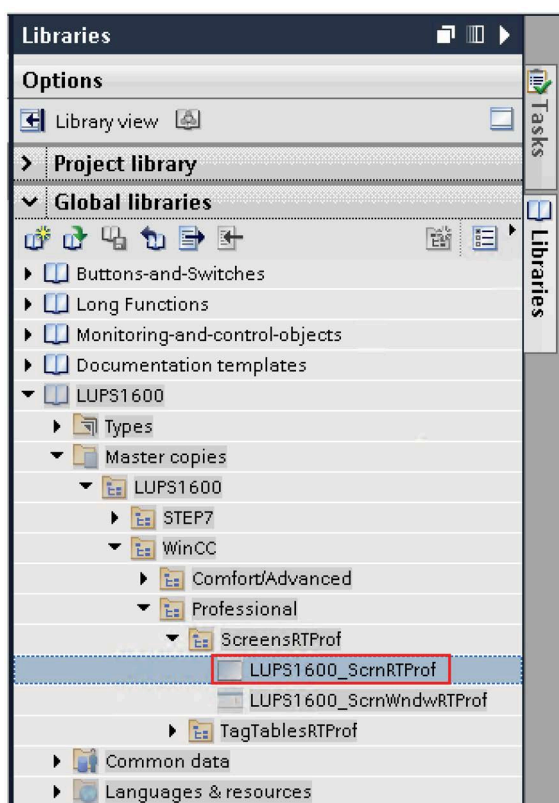 Libraries
Options
Library view
Project library
Global libraries
Buttons-and-Switches
Long Functions
Monitoring-and-control-objects
Documentation templates
LUPS1600
Types
Master copies
LUPS1600
STEP7
WinCC
Comfort/Advanced
Professional
ScreensRTProf
LUPS1600_ScrnRTProf
LUPS1600_ScrnWndwRTProf
TagTablesRTProf
Common data
Languages & resources
Tasks
Libraries